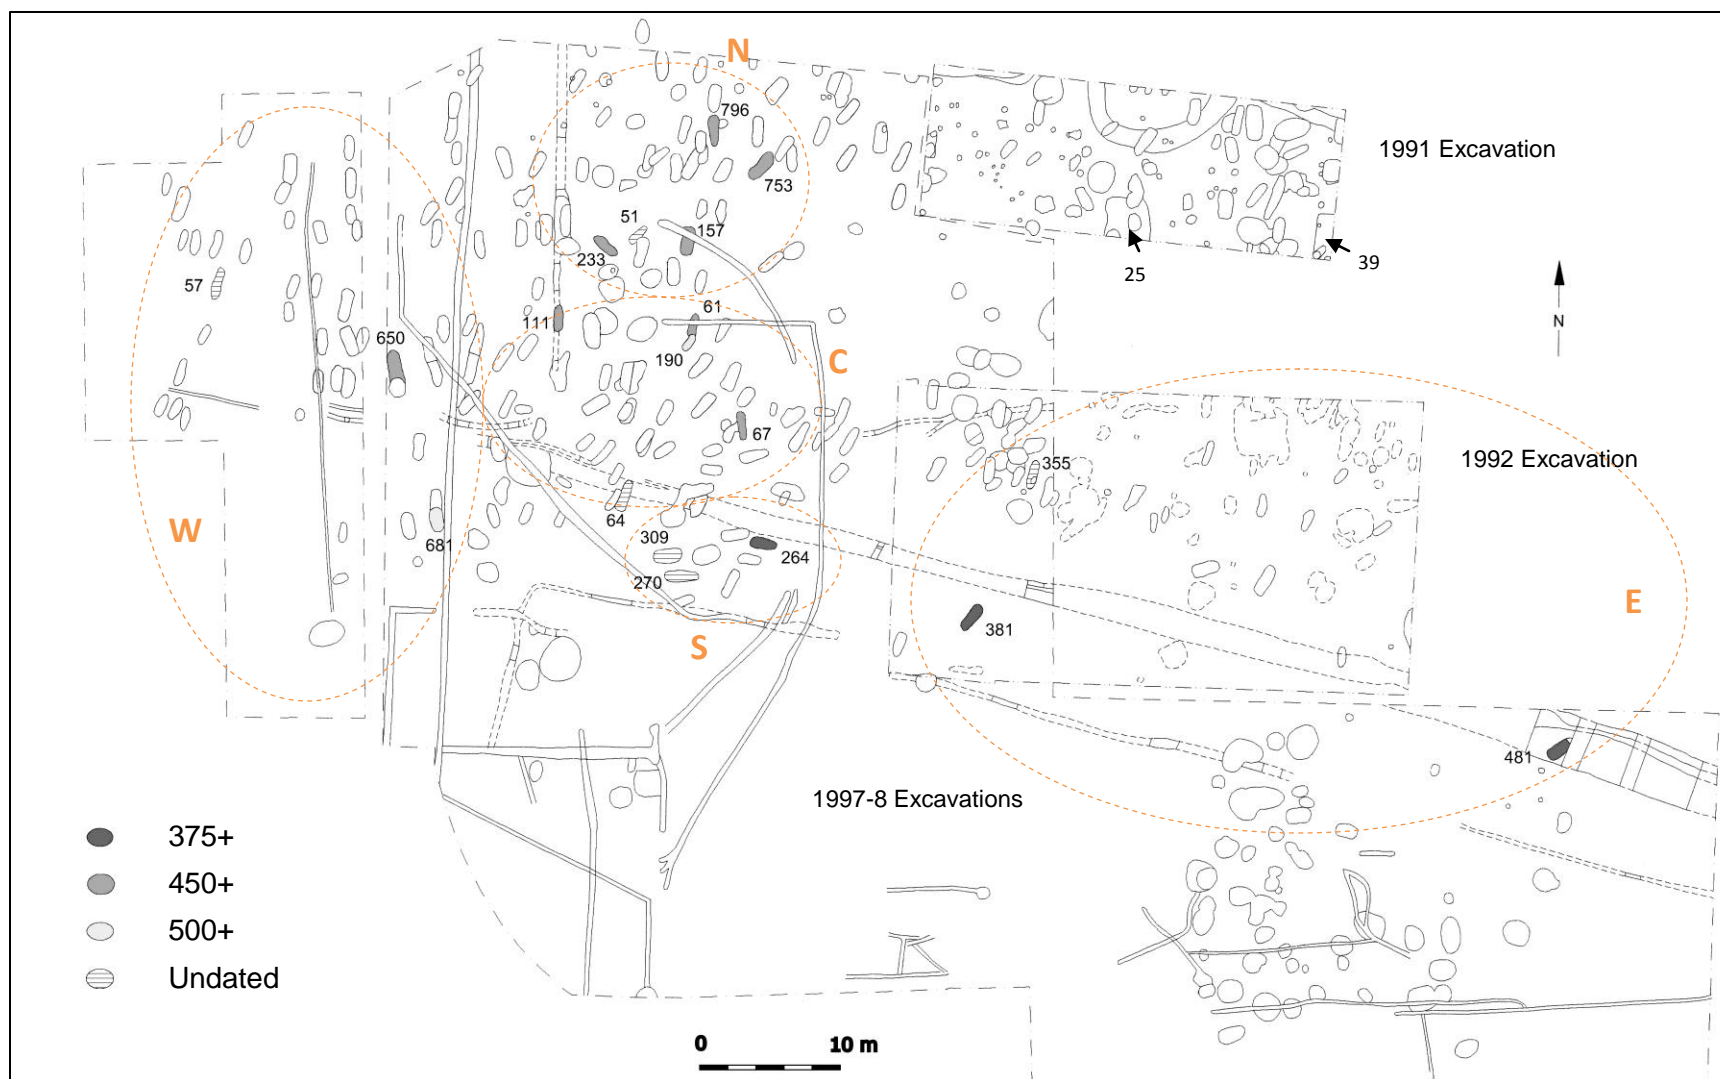 N
796
1991 Excavation
753
51
157
233
25
39
57
61
N
111
650
190
C
67
355
1992 Excavation
W
64
681
309
264
270
E
381
S
481
1997-8 Excavations
375+
450+
500+
Undated
0 10 m